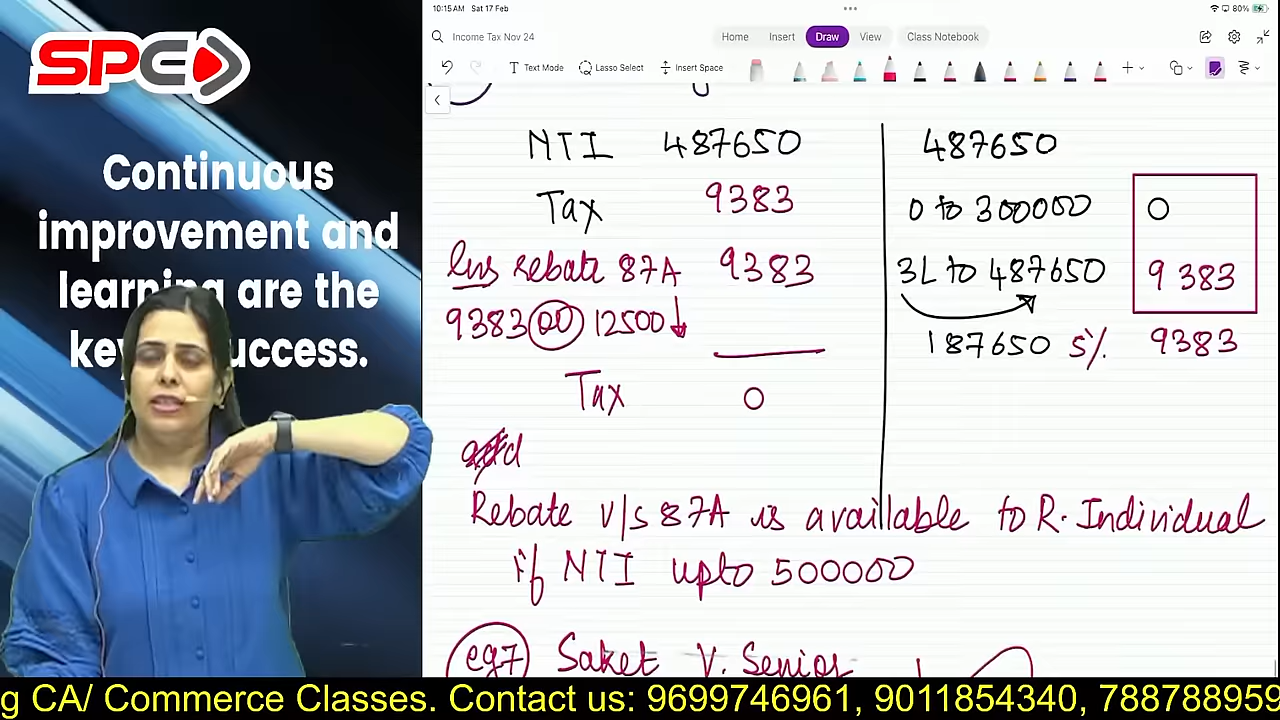 10:15 AM Sat 17 Feb
80%
Income Tax Nov 24
Home Insert Draw View Class Notebook
Text Mode Lasso Select Insert Space
SPC
Continuous
improvement and
learning are the
key uccess.
NTI 487650
Tax 9383
less rebate 87A 9383
9383 OR 12500 ↓
Tax 0
487650
0 to 300000 0
3L to 487650 9383
187650 5% 9383
Rebate v/s 87A is available to R. Individual
if NTI upto 500000
eg7 Saket V. Senior
g CA/ Commerce Classes. Contact us: 9699746961, 9011854340, 788788959